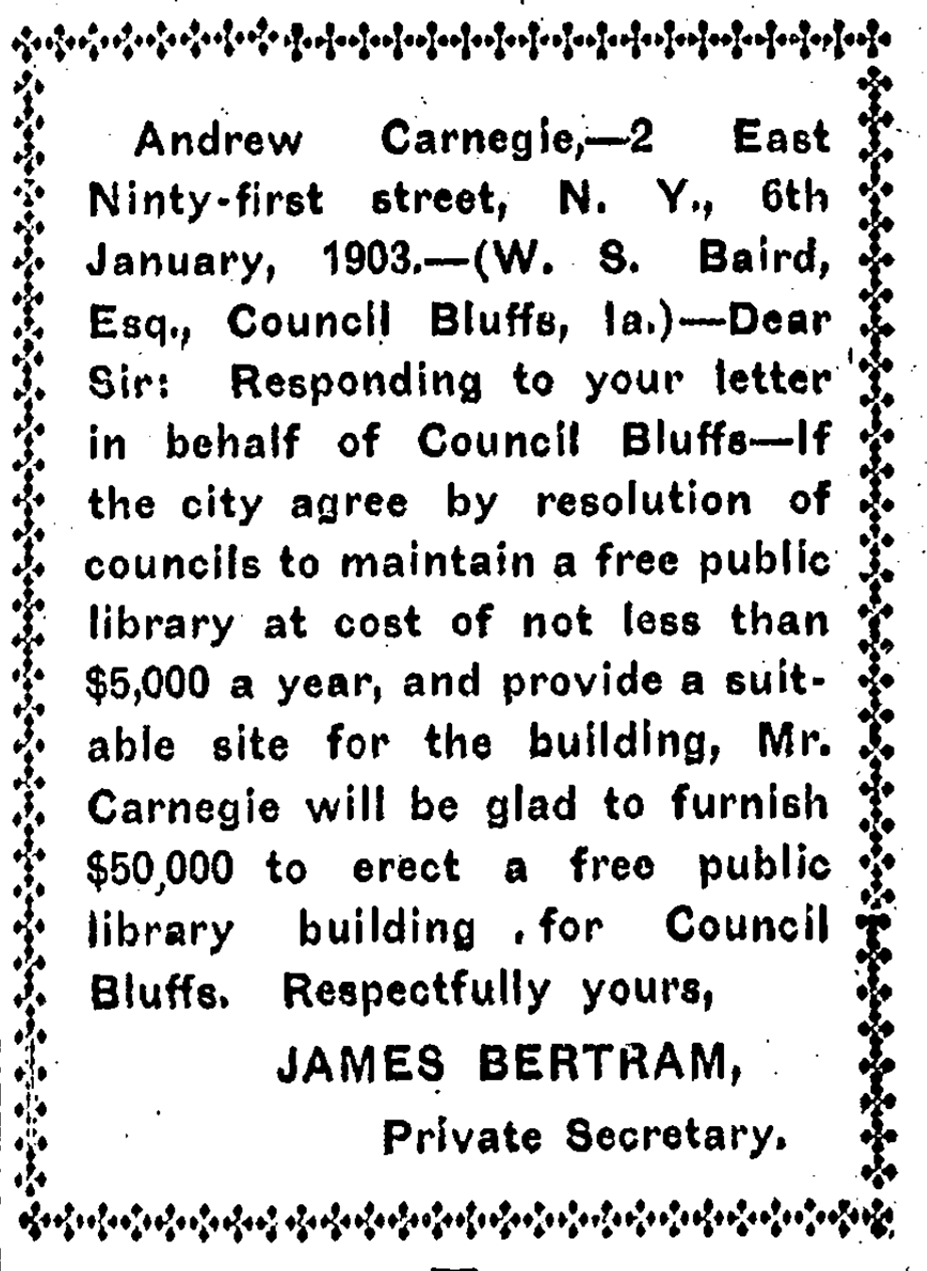 Andrew Carnegie,—2 East
Ninty-first street, N. Y., 6th
January, 1903.—(W. S. Baird,
Esq., Council Bluffs, Ia.)—Dear
Sir: Responding to your letter
in behalf of Council Bluffs—If
the city agree by resolution of
councils to maintain a free public
library at cost of not less than
$5,000 a year, and provide a suit-
able site for the building, Mr.
Carnegie will be glad to furnish
$50,000 to erect a free public
library building for Council
Bluffs. Respectfully yours,
JAMES BERTRAM,
Private Secretary.